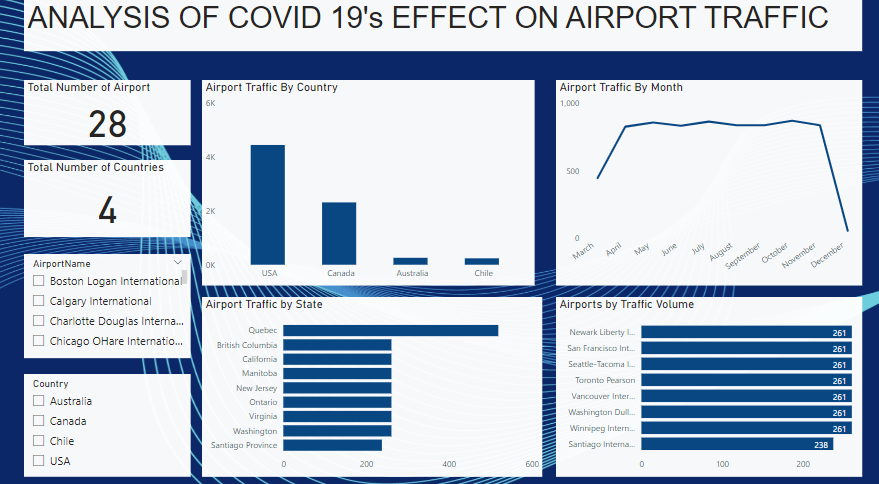 ANALYSIS OF COVID 19's EFFECT ON AIRPORT TRAFFIC
Total Number of Airport
28
Total Number of Countries
4
AirportName
Boston Logan International
Calgary International
Charlotte Douglas Interna...
Chicago OHare Internatio...
Country
Australia
Canada
Chile
USA
Airport Traffic By Country
6K
4K
2K
0K
USA Canada Australia Chile
Airport Traffic By Month
1,000
500
0
March April May June July August September October November December
Airport Traffic by State
Quebec
British Columbia
California
Manitoba
New Jersey
Ontario
Virginia
Washington
Santiago Province
0 200 400 600
Airports by Traffic Volume
Newark Liberty I... 261
San Francisco Int... 261
Seattle-Tacoma I... 261
Toronto Pearson 261
Vancouver Inter... 261
Washington Dull... 261
Winnipeg Intern... 261
Santiago Interna... 238
0 100 200